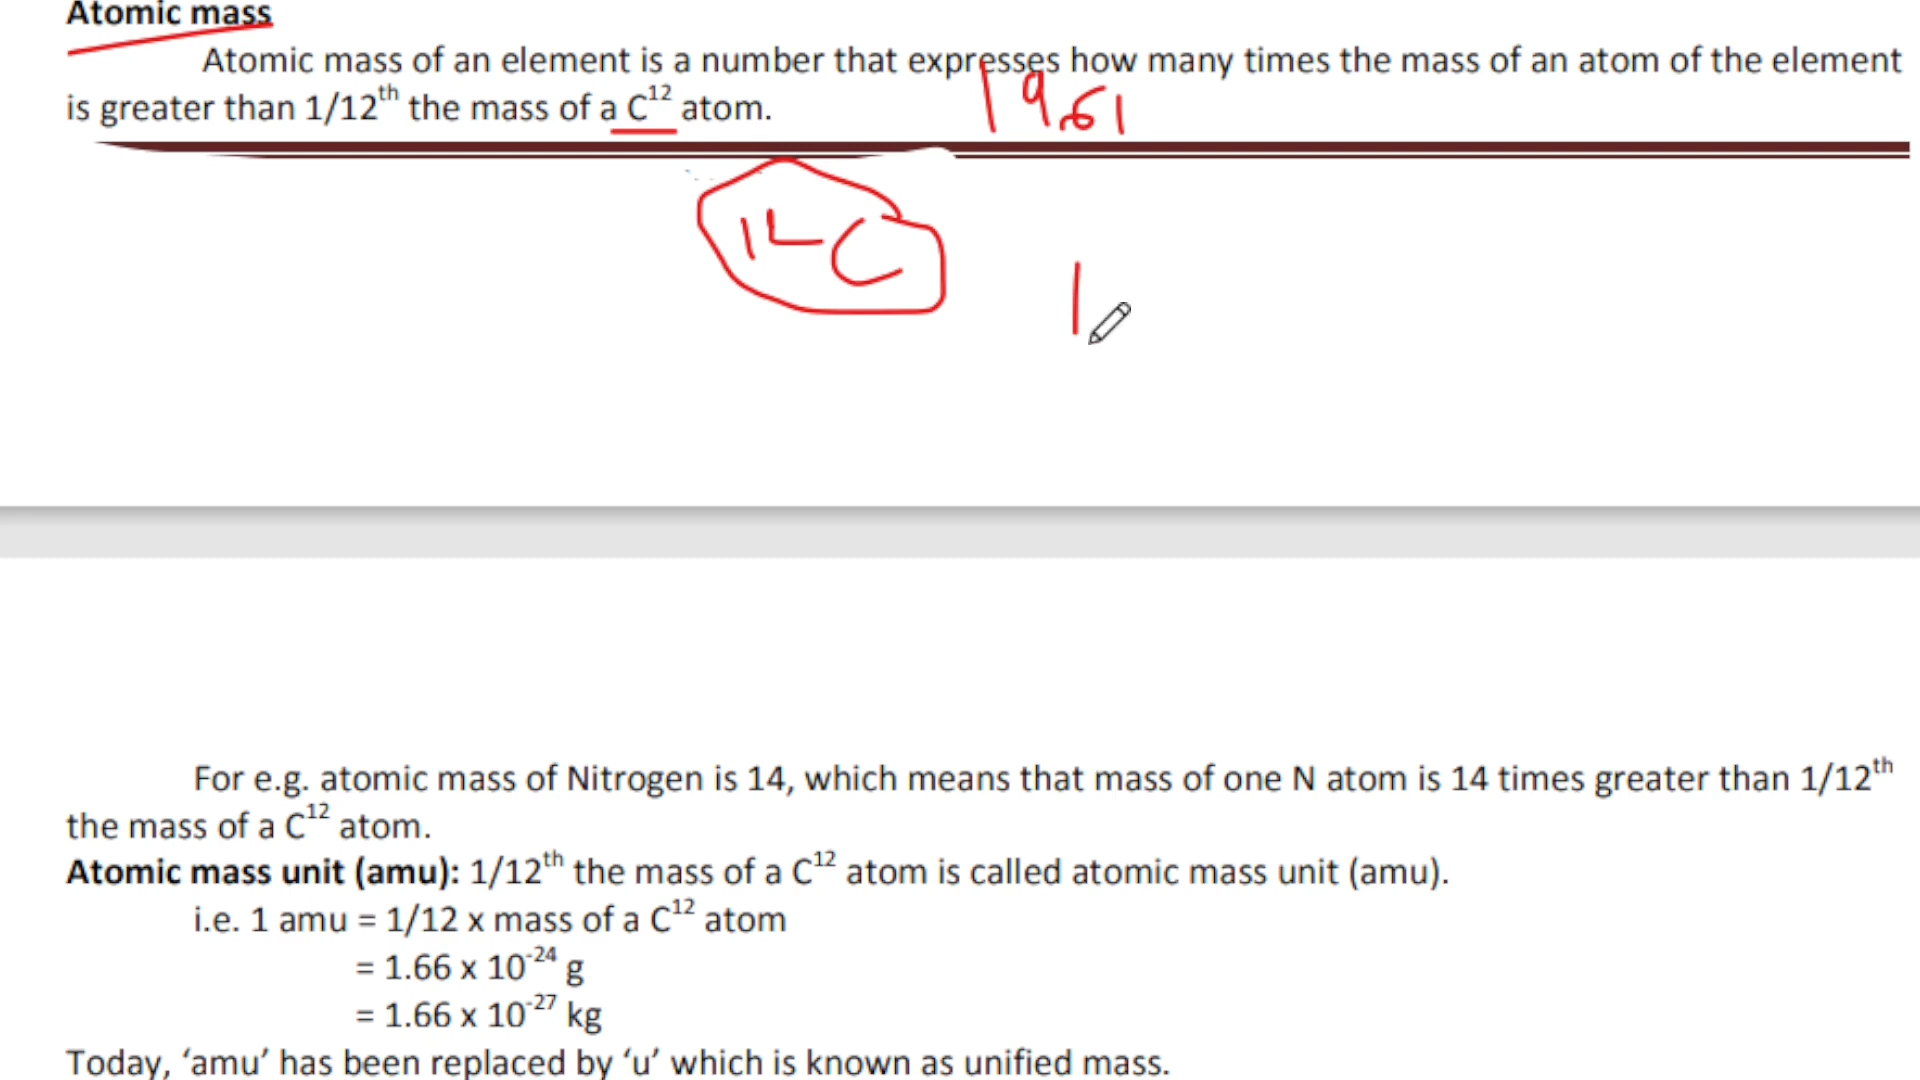 Atomic mass
Atomic mass of an element is a number that expresses how many times the mass of an atom of the element
is greater than 1/12th the mass of a C12 atom.
1961
12C
1
For e.g. atomic mass of Nitrogen is 14, which means that mass of one N atom is 14 times greater than 1/12th
the mass of a C12 atom.
Atomic mass unit (amu): 1/12th the mass of a C12 atom is called atomic mass unit (amu).
i.e. 1 amu = 1/12 x mass of a C12 atom
= 1.66 x 10-24 g
= 1.66 x 10-27 kg
Today, ‘amu’ has been replaced by ‘u’ which is known as unified mass.